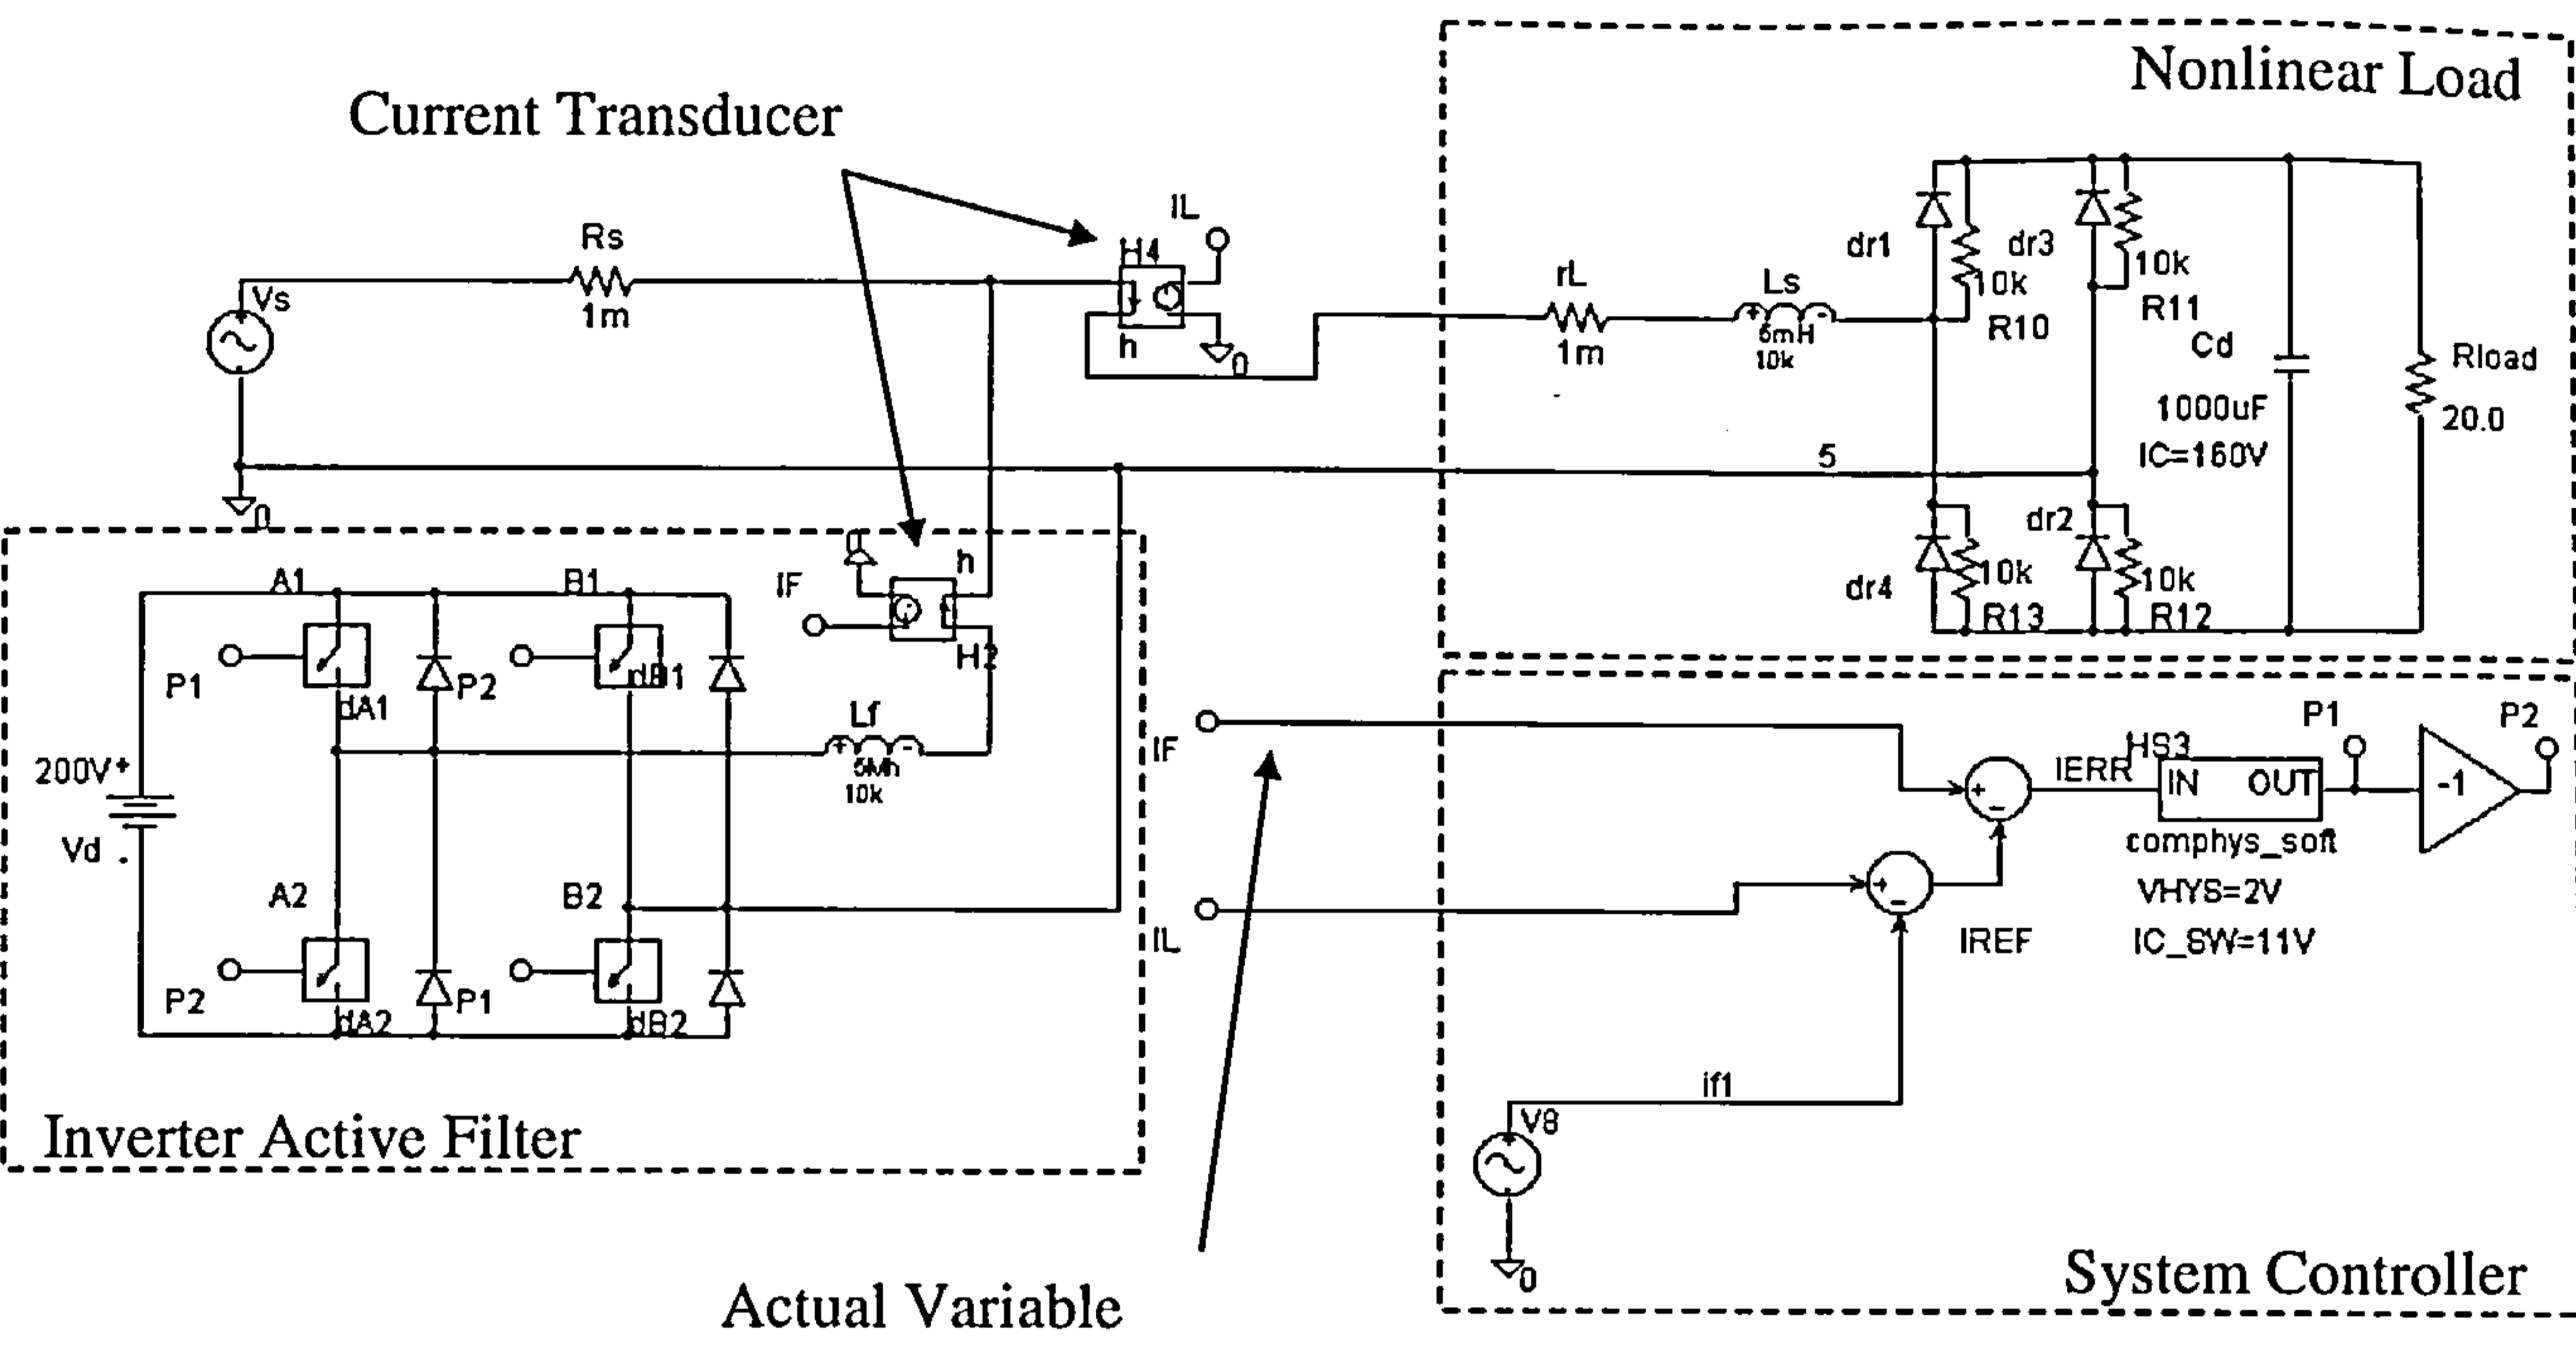 Nonlinear Load
Current Transducer
IL
Rs
H4
dr1
dr3
10k
Vs
rL
Ls
10k
R11
1m
R10
h
0
1m
10k
Cd
Rload
1000uF
20.0
5
IC=160V
0
dr2
h
A1
B1
IF
10k
10k
dr4
R13
R12
H2
P1
P2
dA1
Lf
P1
P2
IF
IERR
HS3
IN
OUT
-1
200V+
10k
Vd
comphys_soft
A2
B2
VHYS=2V
IL
IREF
IC_SW=11V
P2
P1
dA2
dB2
if1
V8
Inverter Active Filter
0
System Controller
Actual Variable